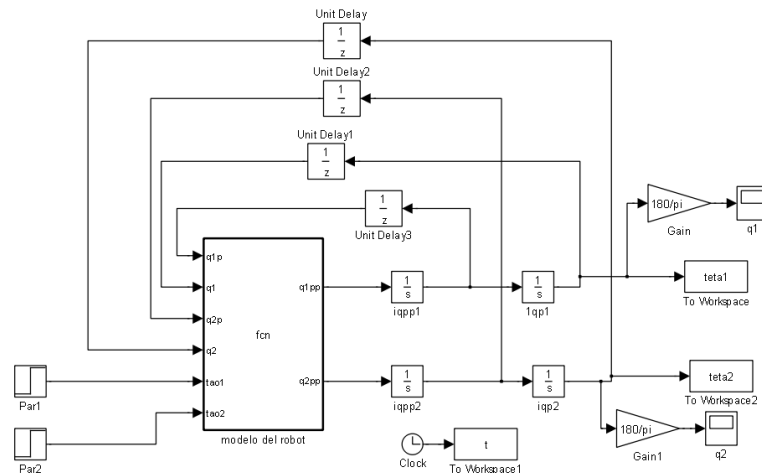 Unit Delay
1
z
Unit Delay2
1
z
Unit Delay1
1
z
1
z
Unit Delay3
180/pi
Gain
q1
q1p
q1
q2p
q2
tao1
tao2
fcn
q1pp
q2pp
modelo del robot
1
s
iqpp1
1
s
1qp1
teta1
To Workspace
Par1
1
s
iqpp2
1
s
iqp2
teta2
To Workspace2
Par2
Clock
t
To Workspace1
180/pi
Gain1
q2